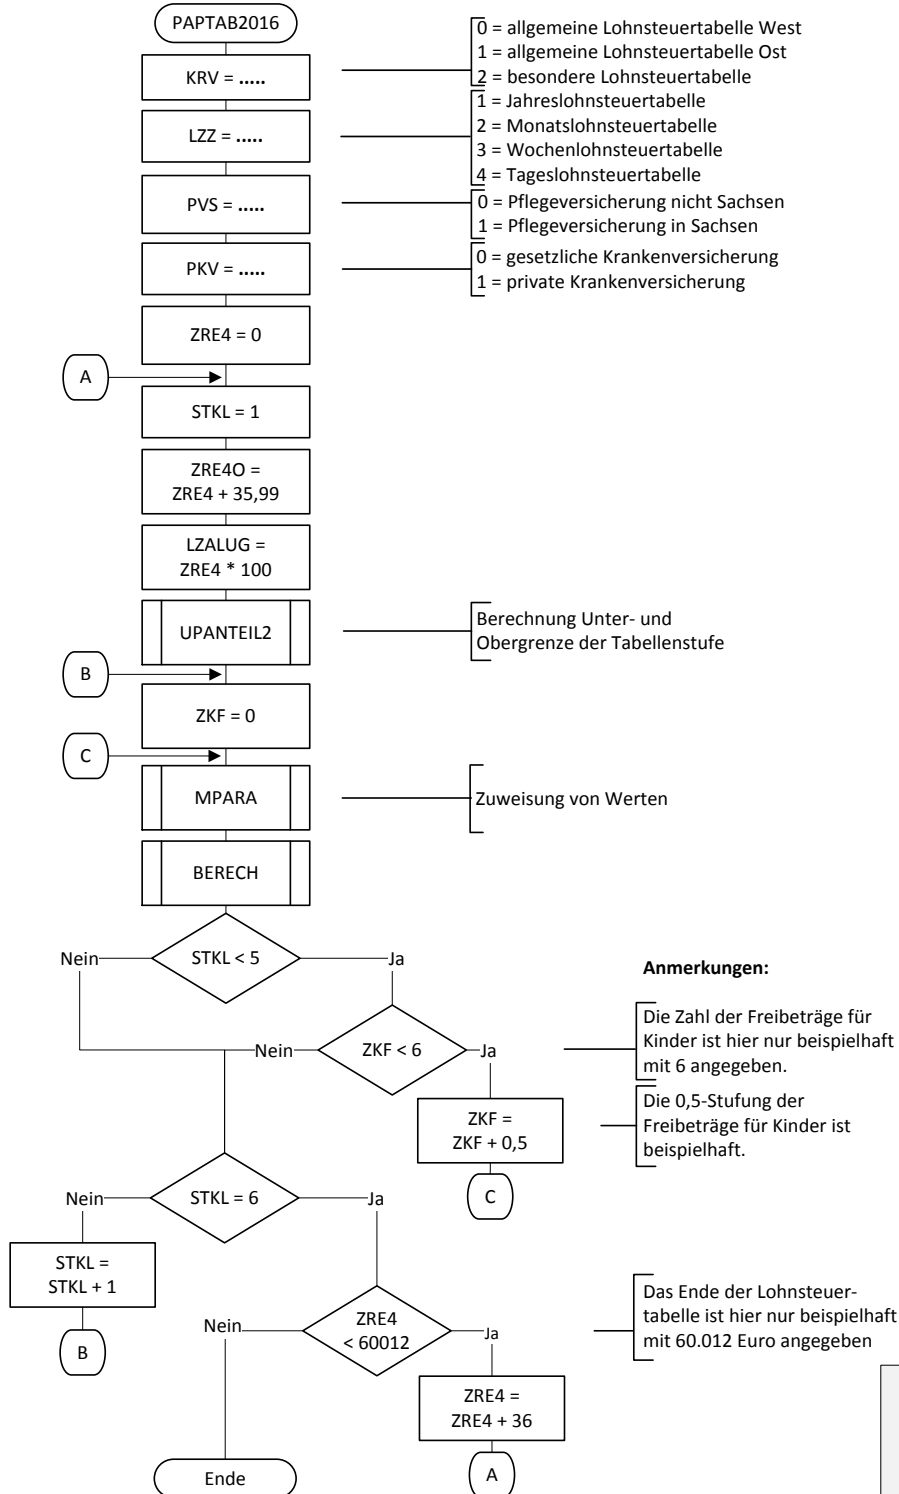 PAPTAB2016
KRV = .....
0 = allgemeine Lohnsteuertabelle West
1 = allgemeine Lohnsteuertabelle Ost
2 = besondere Lohnsteuertabelle
LZZ = .....
1 = Jahreslohnsteuertabelle
2 = Monatslohnsteuertabelle
3 = Wochenlohnsteuertabelle
4 = Tageslohnsteuertabelle
PVS = .....
0 = Pflegeversicherung nicht Sachsen
1 = Pflegeversicherung in Sachsen
PKV = .....
0 = gesetzliche Krankenversicherung
1 = private Krankenversicherung
ZRE4 = 0
A
STKL = 1
ZRE4O =
ZRE4 + 35,99
LZALUG =
ZRE4 * 100
UPANTEIL2
Berechnung Unter- und
Obergrenze der Tabellenstufe
B
ZKF = 0
C
MPARA
Zuweisung von Werten
BERECH
Nein
STKL < 5
Ja
Anmerkungen:
Nein
ZKF < 6
Ja
Die Zahl der Freibeträge für
Kinder ist hier nur beispielhaft
mit 6 angegeben.
ZKF =
ZKF + 0,5
Die 0,5-Stufung der
Freibeträge für Kinder ist
beispielhaft.
C
Nein
STKL = 6
Ja
STKL =
STKL + 1
B
Nein
ZRE4
< 60012
Ja
Das Ende der Lohnsteuer-
tabelle ist hier nur beispielhaft
mit 60.012 Euro angegeben
ZRE4 =
ZRE4 + 36
Ende
A